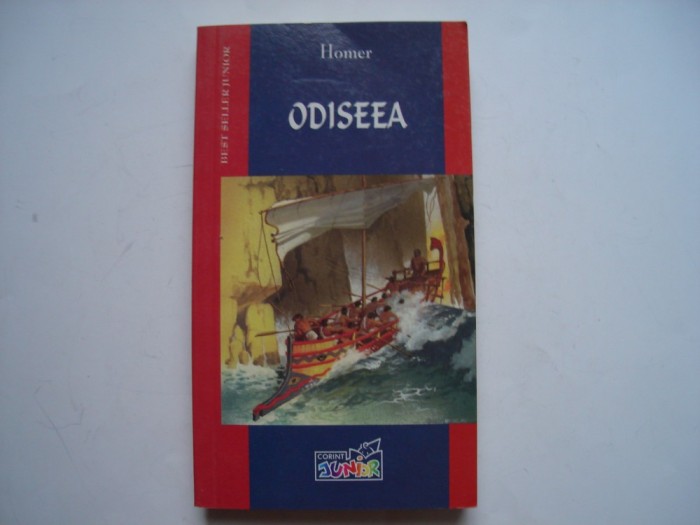 Homer
ODISEEA
BEST SELLER JUNIOR
CORINT
JUNIOR